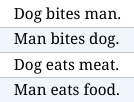 Dog bites man.
Man bites dog.
Dog eats meat.
Man eats food.